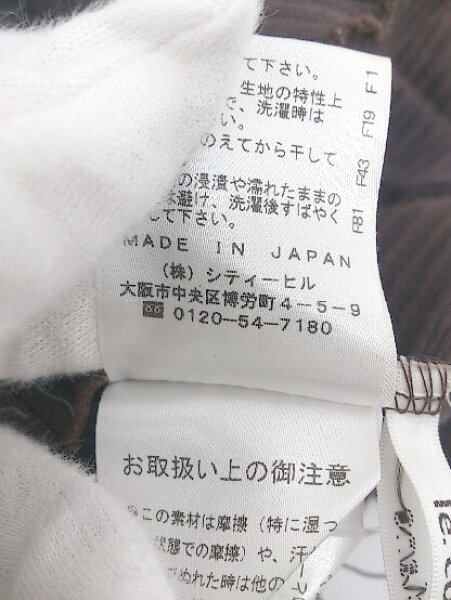 て下さい。
生地の特性上
で、洗濯時は
い。
のえてから干して
の浸漬や濡れたままの
は避け、洗濯後すばやく
して下さい。
MADE IN JAPAN
(株) シティーヒル
大阪市中央区博労町4-5-9
0120-54-7180
F1
F19
F43
F81
お取扱い上の御注意
この素材は摩擦（特に湿っ
状態での摩擦）や、汗
ぬれた時は他の